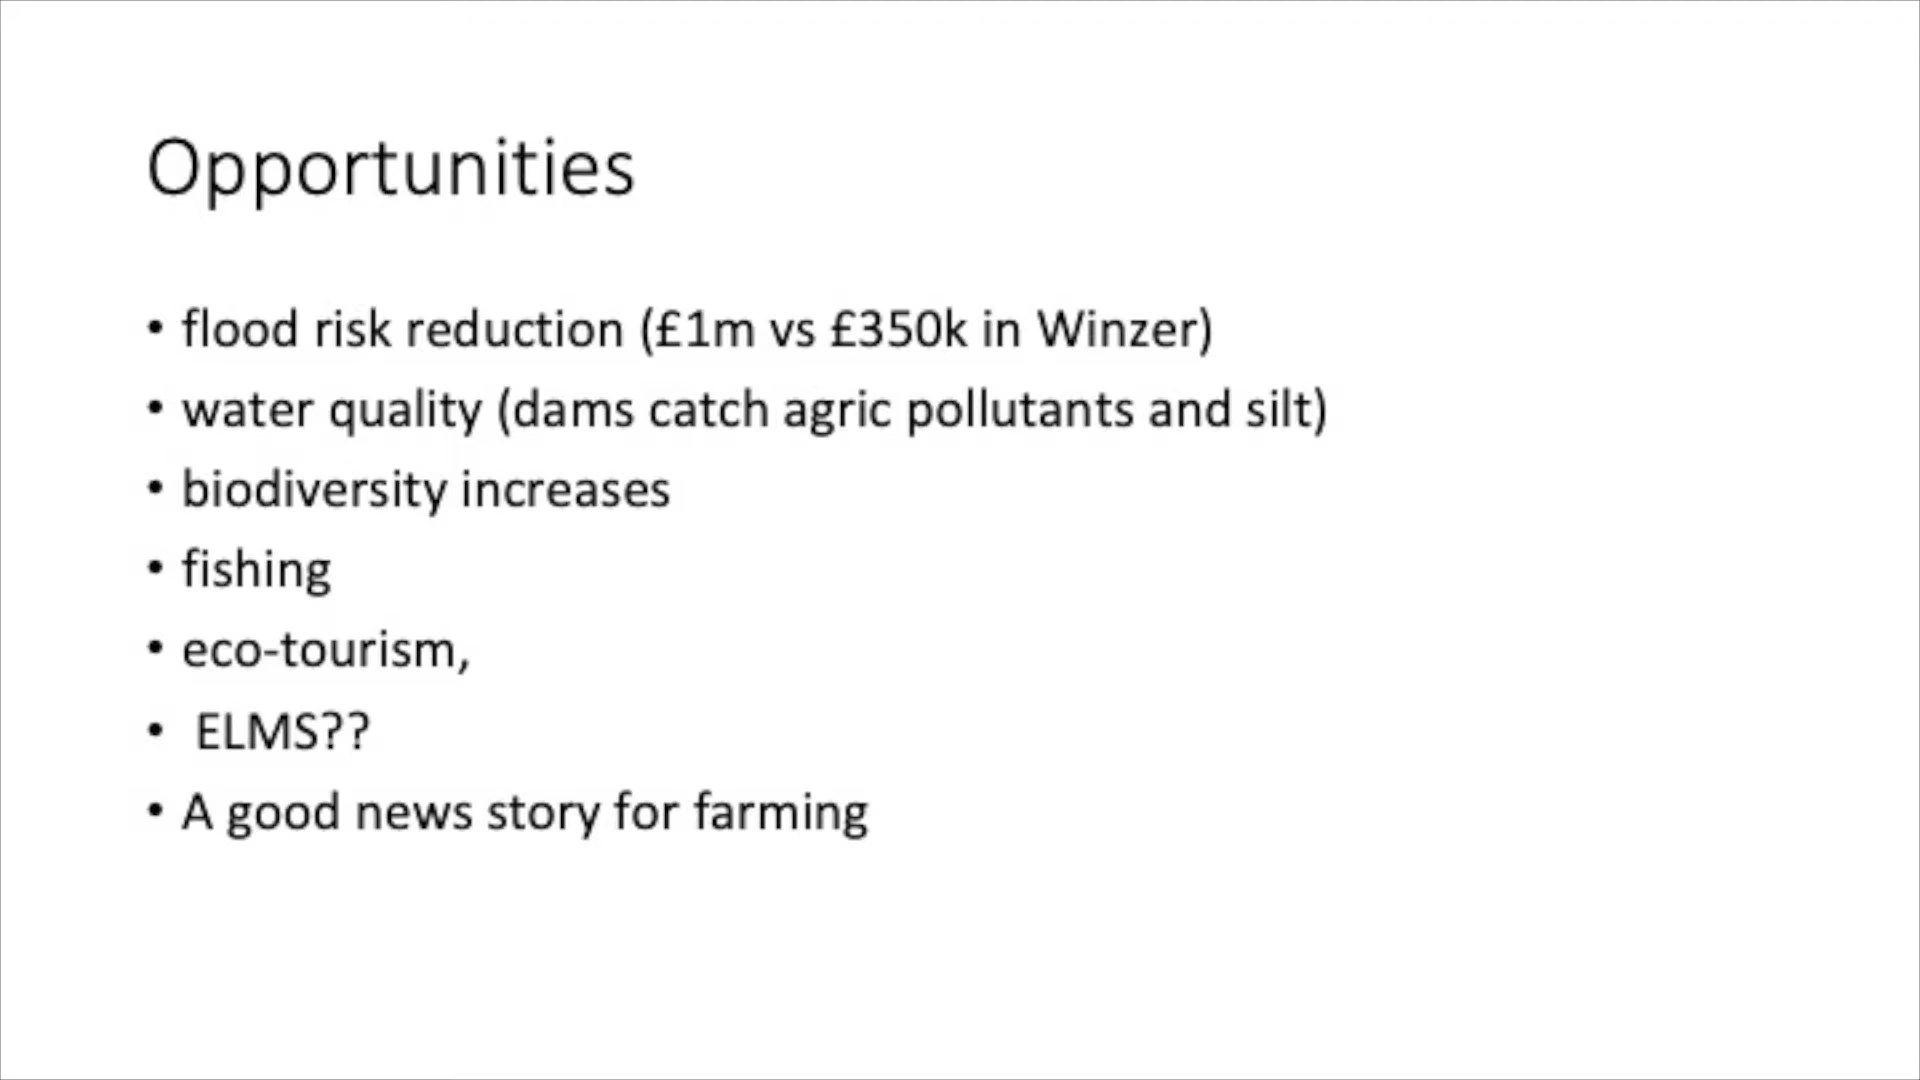 Opportunities
• flood risk reduction (£1m vs £350k in Winzer)
• water quality (dams catch agric pollutants and silt)
• biodiversity increases
• fishing
• eco-tourism,
• ELMS??
• A good news story for farming